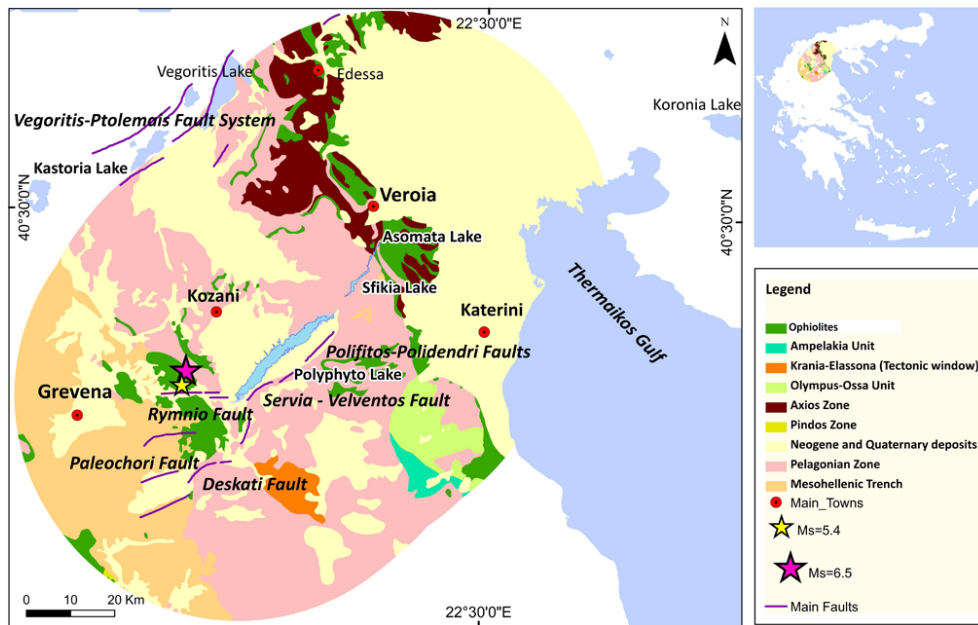 22°30'0"E
N
Vegoritis Lake
Edessa
Koronia Lake
Vegoritis-Ptolemais Fault System
Kastoria Lake
40°30'0"N
Veroia
40°30'0"N
Asomata Lake
Sfikia Lake
Thermaikos Gulf
Kozani
Katerini
Polifitos-Polidendri Faults
Polyphyto Lake
Grevena
Servia - Velventos Fault
Rymnio Fault
Paleochori Fault
Deskati Fault
0 10 20 Km
22°30'0"E
Legend
Ophiolites
Ampelakia Unit
Krania-Elassona (Tectonic window)
Olympus-Ossa Unit
Axios Zone
Pindos Zone
Neogene and Quaternary deposits
Pelagonian Zone
Mesohellenic Trench
Main_Towns
Ms=5.4
Ms=6.5
Main Faults